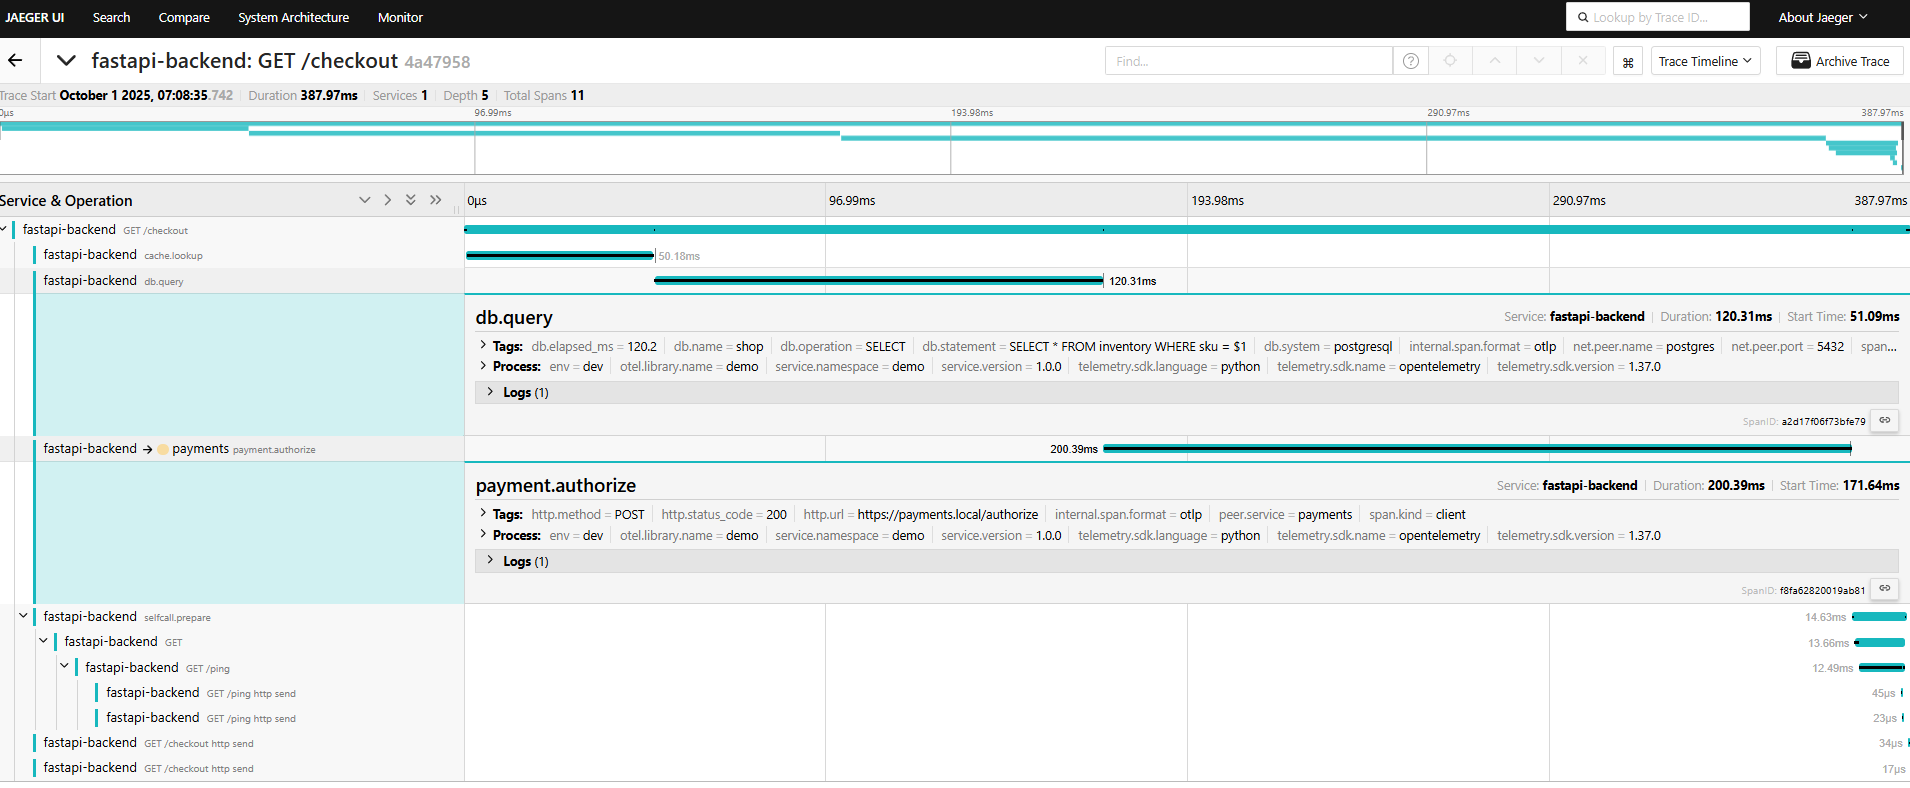 JAEGER UI Search Compare System Architecture Monitor Lookup by Trace ID... About Jaeger
fastapi-backend: GET /checkout 4a47958 Find... Trace Timeline Archive Trace
Trace Start October 1 2025, 07:08:35.742 Duration 387.97ms Services 1 Depth 5 Total Spans 11
0µs 96.99ms 193.98ms 290.97ms 387.97ms
Service & Operation 0µs 96.99ms 193.98ms 290.97ms 387.97ms
fastapi-backend GET /checkout
fastapi-backend cache.lookup 50.18ms
fastapi-backend db.query 120.31ms
db.query Service: fastapi-backend Duration: 120.31ms Start Time: 51.09ms
Tags: db.elapsed_ms = 120.2 db.name = shop db.operation = SELECT db.statement = SELECT * FROM inventory WHERE sku = $1 db.system = postgresql internal.span.format = otlp net.peer.name = postgres net.peer.port = 5432 span...
Process: env = dev otel.library.name = demo service.namespace = demo service.version = 1.0.0 telemetry.sdk.language = python telemetry.sdk.name = opentelemetry telemetry.sdk.version = 1.37.0
Logs (1)
SpanID: a2d17f06f73bfe79
fastapi-backend → payments payment.authorize 200.39ms
payment.authorize Service: fastapi-backend Duration: 200.39ms Start Time: 171.64ms
Tags: http.method = POST http.status_code = 200 http.url = https://payments.local/authorize internal.span.format = otlp peer.service = payments span.kind = client
Process: env = dev otel.library.name = demo service.namespace = demo service.version = 1.0.0 telemetry.sdk.language = python telemetry.sdk.name = opentelemetry telemetry.sdk.version = 1.37.0
Logs (1)
SpanID: f8fa62820019ab81
fastapi-backend selfcall.prepare 14.63ms
fastapi-backend GET 13.66ms
fastapi-backend GET /ping 12.49ms
fastapi-backend GET /ping http send 45µs
fastapi-backend GET /ping http send 23µs
fastapi-backend GET /checkout http send 34µs
fastapi-backend GET /checkout http send 17µs